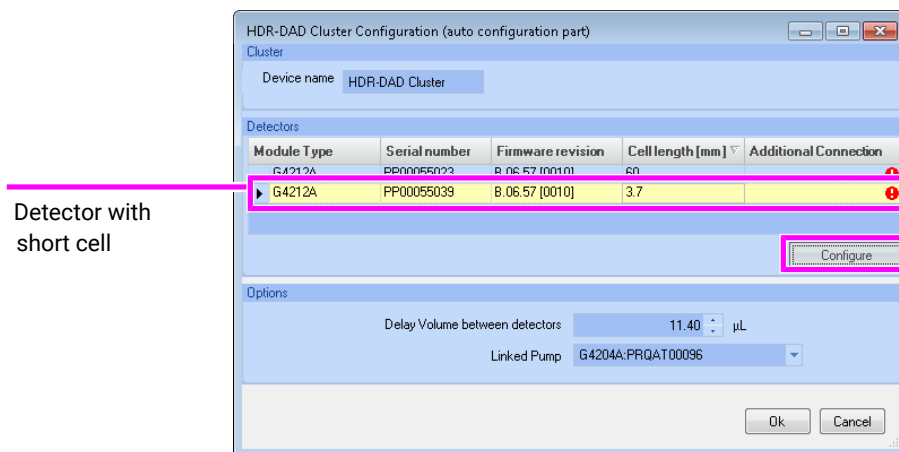 HDR-DAD Cluster Configuration (auto configuration part)
Cluster
Device name HDR-DAD Cluster
Detectors
Module Type Serial number Firmware revision Cell length [mm] Additional Connection
G4212A PP00055023 B.06.57 [0010] 60
G4212A PP00055039 B.06.57 [0010] 3.7
Detector with
short cell
Configure
Options
Delay Volume between detectors 11.40 µL
Linked Pump G4204A:PRQAT00096
Ok Cancel